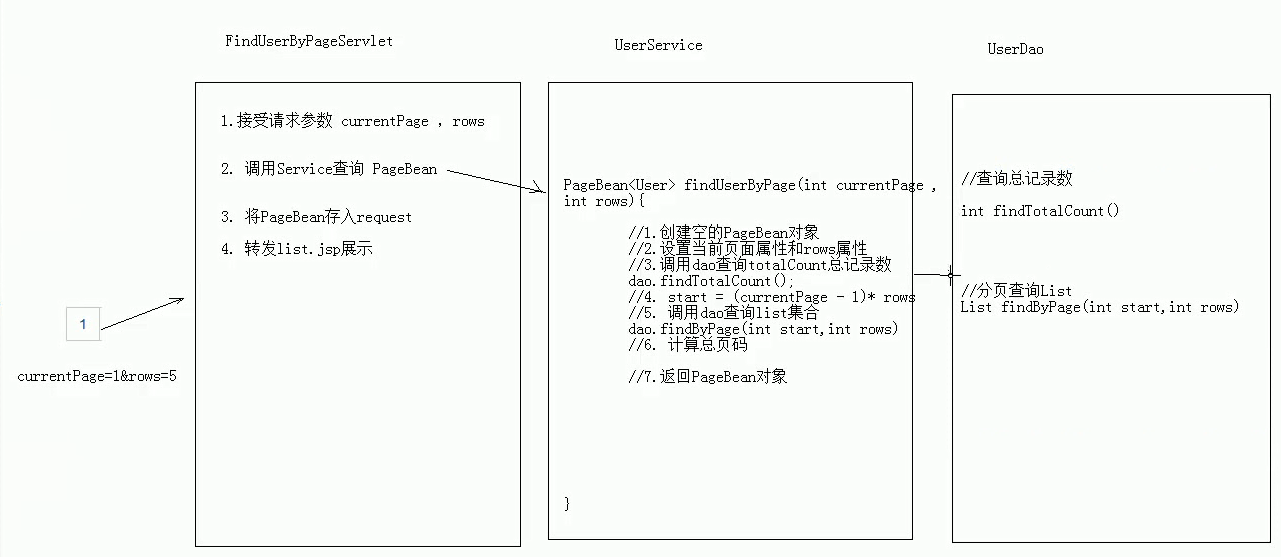 FindUserByPageServlet
UserService
UserDao
1.接受请求参数 currentPage , rows
2. 调用Service查询 PageBean
3. 将PageBean存入request
4. 转发list.jsp展示
1
currentPage=1&rows=5
PageBean<User> findUserByPage(int currentPage ,
int rows){
//1.创建空的PageBean对象
//2.设置当前页面属性和rows属性
//3.调用dao查询totalCount总记录数
dao.findTotalCount();
//4. start = (currentPage - 1)* rows
//5. 调用dao查询list集合
dao.findByPage(int start,int rows)
//6. 计算总页码
//7.返回PageBean对象
}
//查询总记录数
int findTotalCount()
//分页查询List
List findByPage(int start,int rows)